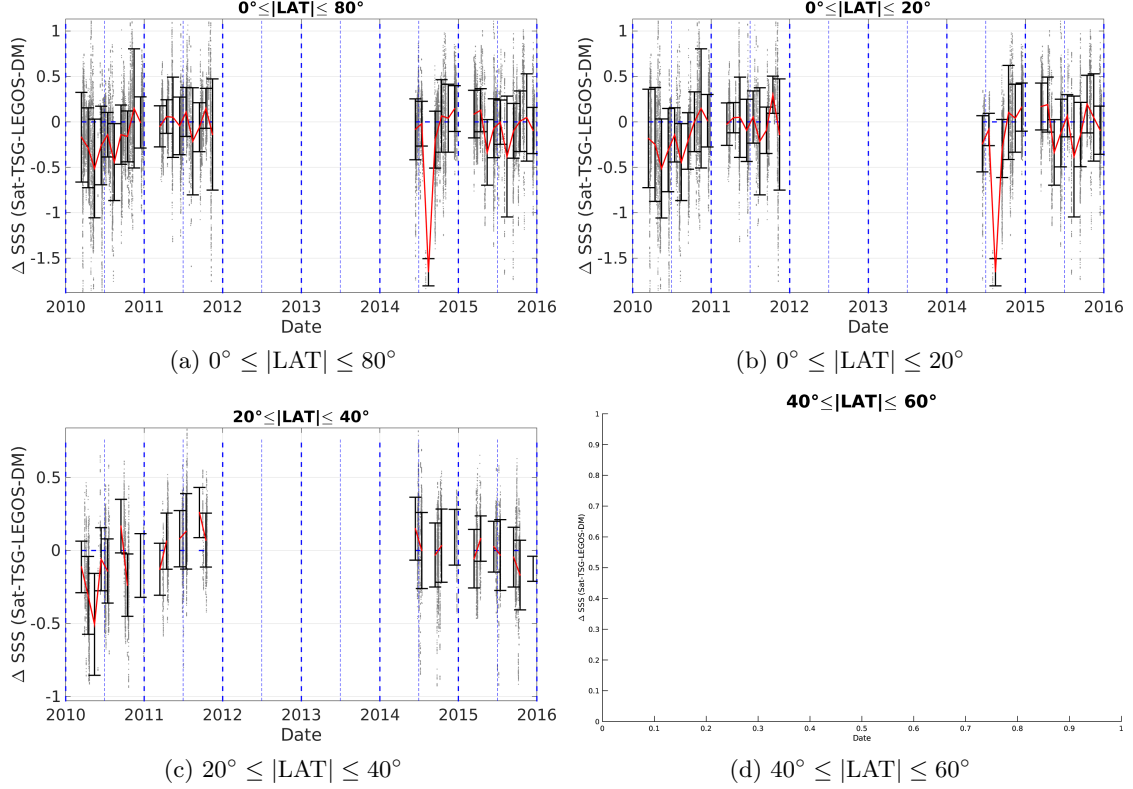 0°≤|LAT|≤ 80°
1
0.5
0
-0.5
-1
-1.5
Δ SSS (Sat-TSG-LEGOS-DM)
2010 2011 2012 2013 2014 2015 2016
Date
(a) 0° ≤ |LAT| ≤ 80°
0°≤|LAT|≤ 20°
1
0.5
0
-0.5
-1
-1.5
Δ SSS (Sat-TSG-LEGOS-DM)
2010 2011 2012 2013 2014 2015 2016
Date
(b) 0° ≤ |LAT| ≤ 20°
20°≤|LAT|≤ 40°
0.5
0
-0.5
-1
Δ SSS (Sat-TSG-LEGOS-DM)
2010 2011 2012 2013 2014 2015 2016
Date
(c) 20° ≤ |LAT| ≤ 40°
40°≤|LAT|≤ 60°
1
0.9
0.8
0.7
0.6
0.5
0.4
0.3
0.2
0.1
0
Δ SSS (Sat-TSG-LEGOS-DM)
0 0.1 0.2 0.3 0.4 0.5 0.6 0.7 0.8 0.9 1
Date
(d) 40° ≤ |LAT| ≤ 60°